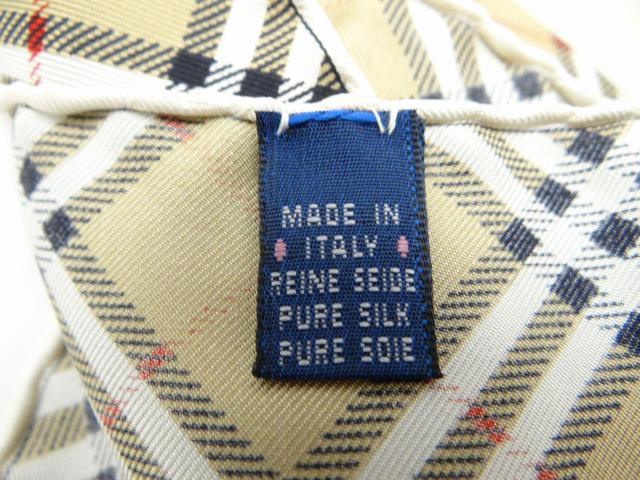 MADE IN
ITALY
REINE SEIDE
PURE SILK
PURE SOIE